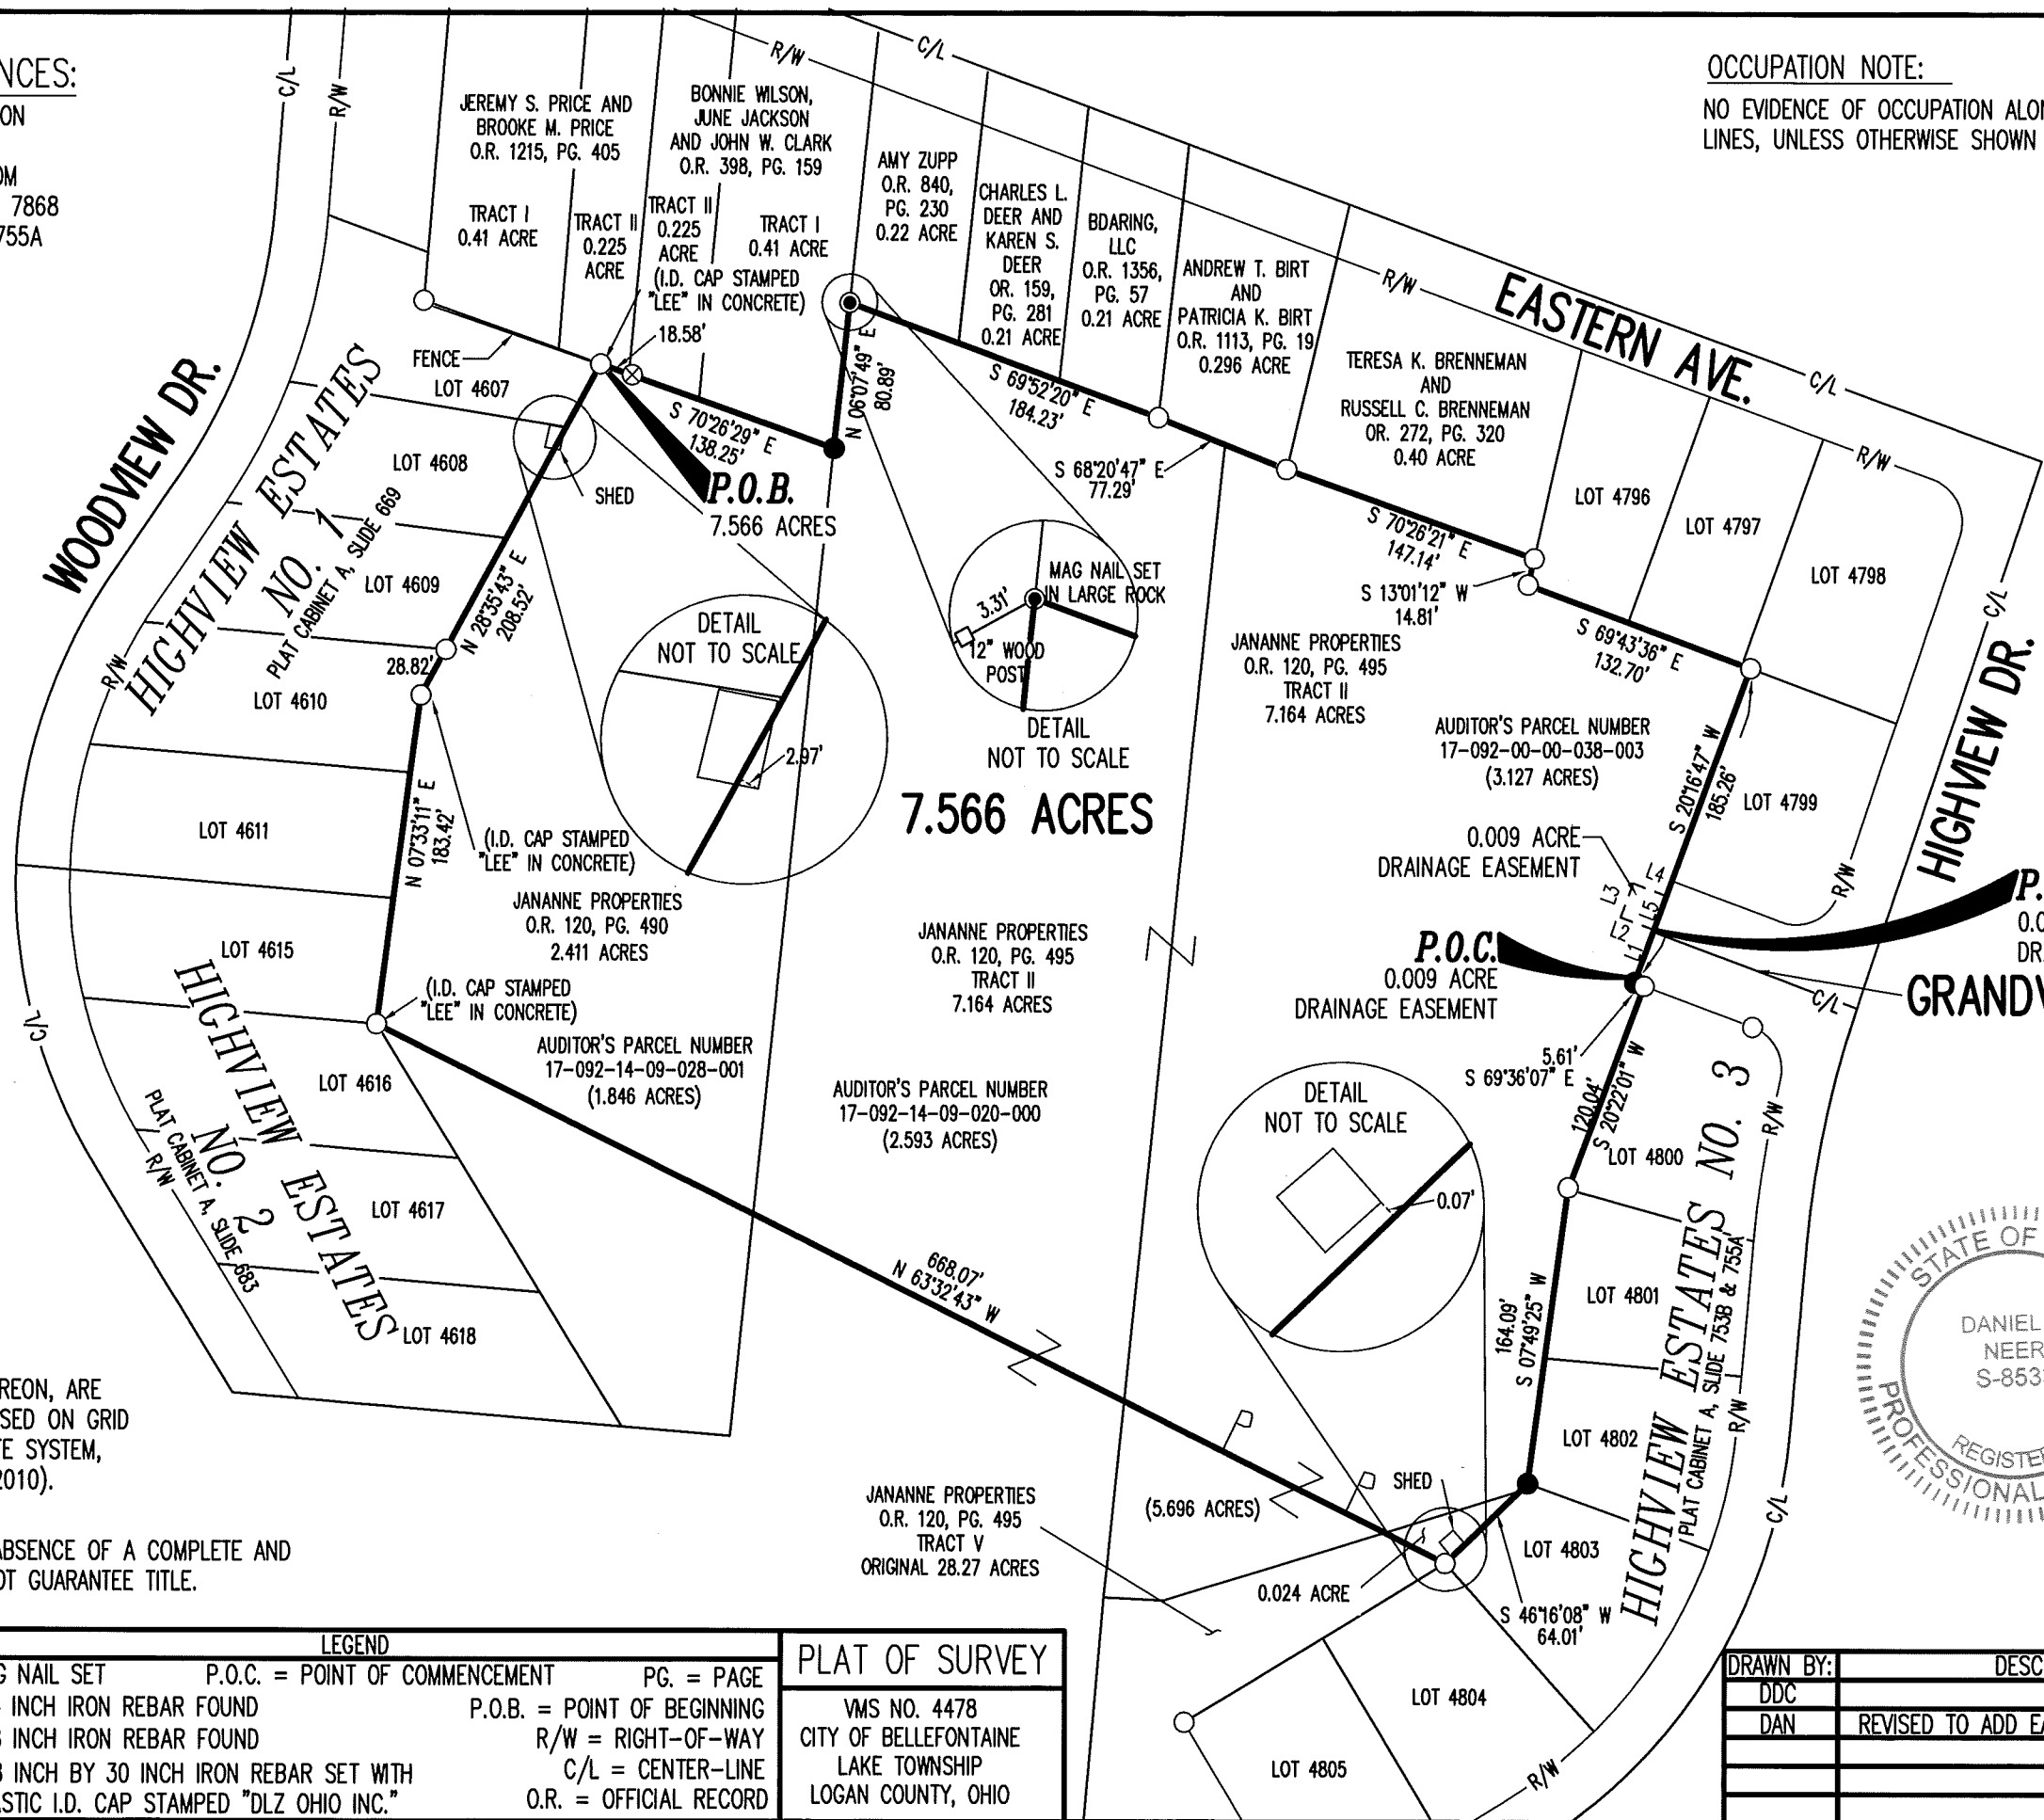 NCES:
ON
OM
7868
755A
OCCUPATION NOTE:
NO EVIDENCE OF OCCUPATION ALON
LINES, UNLESS OTHERWISE SHOWN
C/L
R/W
R/W
C/L
JEREMY S. PRICE AND
BROOKE M. PRICE
O.R. 1215, PG. 405
TRACT I
0.41 ACRE
TRACT II
0.225
ACRE
BONNIE WILSON,
JUNE JACKSON
AND JOHN W. CLARK
O.R. 398, PG. 159
TRACT II
0.225
ACRE
TRACT I
0.41 ACRE
(I.D. CAP STAMPED
"LEE" IN CONCRETE)
18.58'
AMY ZUPP
O.R. 840,
PG. 230
0.22 ACRE
CHARLES L.
DEER AND
KAREN S.
DEER
OR. 159,
PG. 281
0.21 ACRE
BDARING,
LLC
O.R. 1356,
PG. 57
0.21 ACRE
ANDREW T. BIRT
AND
PATRICIA K. BIRT
O.R. 1113, PG. 19
0.296 ACRE
TERESA K. BRENNEMAN
AND
RUSSELL C. BRENNEMAN
OR. 272, PG. 320
0.40 ACRE
R/W
EASTERN AVE.
C/L
R/W
LOT 4796
LOT 4797
LOT 4798
LOT 4799
WOODVIEW DR.
FENCE
LOT 4607
LOT 4608
LOT 4609
LOT 4610
LOT 4611
LOT 4615
LOT 4616
LOT 4617
LOT 4618
HIGHVIEW ESTATES
NO. 1
PLAT CABINET A, SLIDE 669
R/W
SHED
S 70°26'29" E
138.25'
P.O.B.
7.566 ACRES
N 06°07'49" E
80.89'
S 69°52'20" E
184.23'
S 68°20'47" E
77.29'
S 70°26'21" E
147.14'
S 13°01'12" W
14.81'
S 69°43'36" E
132.70'
N 28°35'43" E
208.52'
28.82'
DETAIL
NOT TO SCALE
2.97'
3.31'
MAG NAIL SET
IN LARGE ROCK
12" WOOD
POST
DETAIL
NOT TO SCALE
7.566 ACRES
JANANNE PROPERTIES
O.R. 120, PG. 495
TRACT II
7.164 ACRES
AUDITOR'S PARCEL NUMBER
17-092-00-00-038-003
(3.127 ACRES)
S 20°16'47" W
185.26'
C/L
HIGHVIEW DR.
R/W
0.009 ACRE
DRAINAGE EASEMENT
L4
L3
L5
L2
L1
P.
0.0
DR
GRANDV
C/L
P.O.C.
0.009 ACRE
DRAINAGE EASEMENT
5.61'
S 69°36'07" E
120.04'
S 20°22'01" W
N 07°33'11" E
183.42'
(I.D. CAP STAMPED
"LEE" IN CONCRETE)
JANANNE PROPERTIES
O.R. 120, PG. 490
2.411 ACRES
(I.D. CAP STAMPED
"LEE" IN CONCRETE)
AUDITOR'S PARCEL NUMBER
17-092-14-09-028-001
(1.846 ACRES)
JANANNE PROPERTIES
O.R. 120, PG. 495
TRACT II
7.164 ACRES
AUDITOR'S PARCEL NUMBER
17-092-14-09-020-000
(2.593 ACRES)
DETAIL
NOT TO SCALE
0.07'
C/L
HIGHVIEW ESTATES
NO. 2
PLAT CABINET A, SLIDE 683
R/W
668.07'
N 63°32'43" W
LOT 4800
LOT 4801
LOT 4802
LOT 4803
LOT 4804
LOT 4805
HIGHVIEW ESTATES NO. 3
PLAT CABINET A, SLIDE 753B & 755A
R/W
R/W
C/L
R/W
164.09'
S 07°49'25" W
SHED
S 46°16'08" W
64.01'
(5.696 ACRES)
0.024 ACRE
JANANNE PROPERTIES
O.R. 120, PG. 495
TRACT V
ORIGINAL 28.27 ACRES
STATE OF
DANIEL
NEER
S-853
REGISTE
PROFESSIONAL
REON, ARE
SED ON GRID
TE SYSTEM,
2010).
ABSENCE OF A COMPLETE AND
OT GUARANTEE TITLE.
LEGEND
G NAIL SET P.O.C. = POINT OF COMMENCEMENT PG. = PAGE
INCH IRON REBAR FOUND P.O.B. = POINT OF BEGINNING
INCH IRON REBAR FOUND R/W = RIGHT-OF-WAY
8 INCH BY 30 INCH IRON REBAR SET WITH C/L = CENTER-LINE
ASTIC I.D. CAP STAMPED "DLZ OHIO INC." O.R. = OFFICIAL RECORD
PLAT OF SURVEY
VMS NO. 4478
CITY OF BELLEFONTAINE
LAKE TOWNSHIP
LOGAN COUNTY, OHIO
DRAWN BY: DESC
DDC
DAN REVISED TO ADD EA